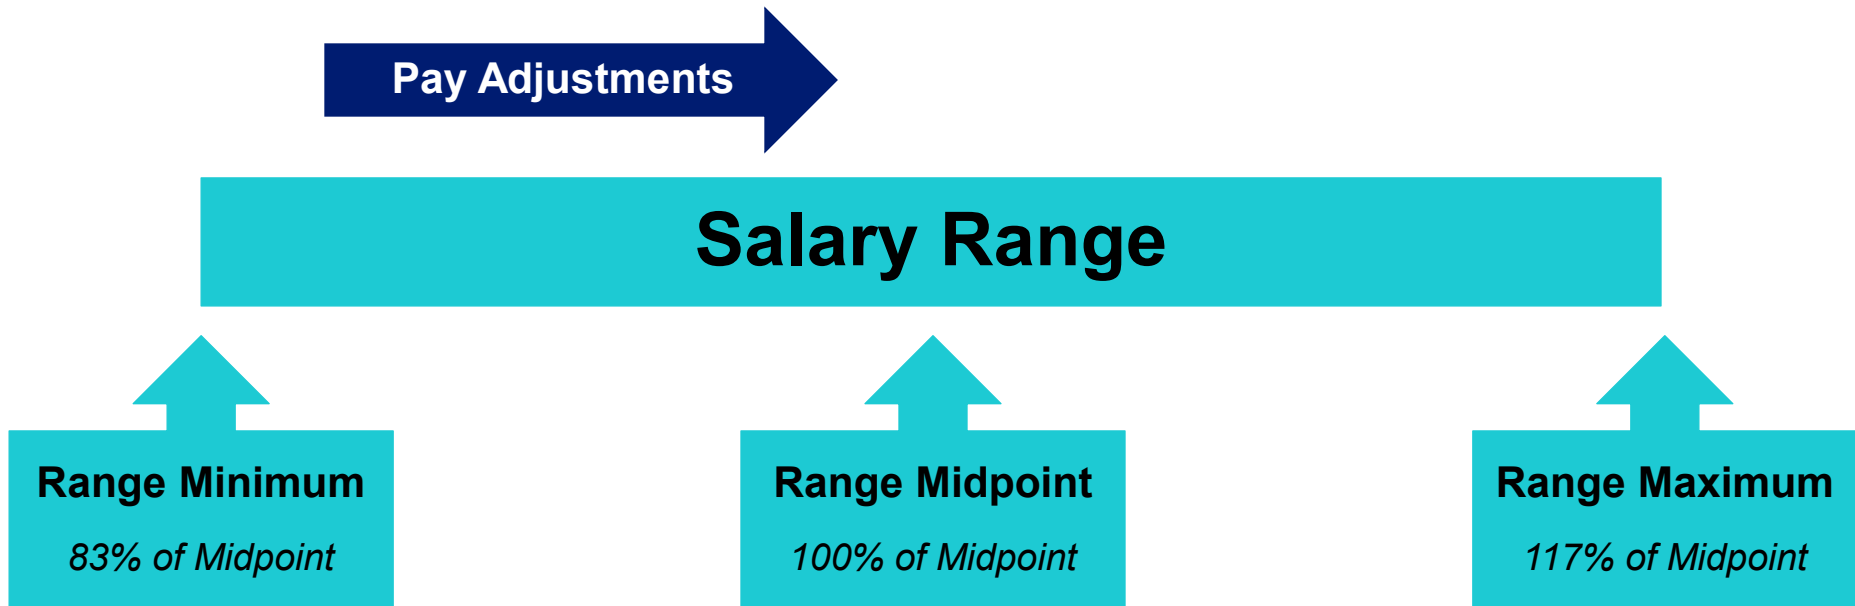 Pay Adjustments
Salary Range
Range Minimum
83% of Midpoint
Range Midpoint
100% of Midpoint
Range Maximum
117% of Midpoint